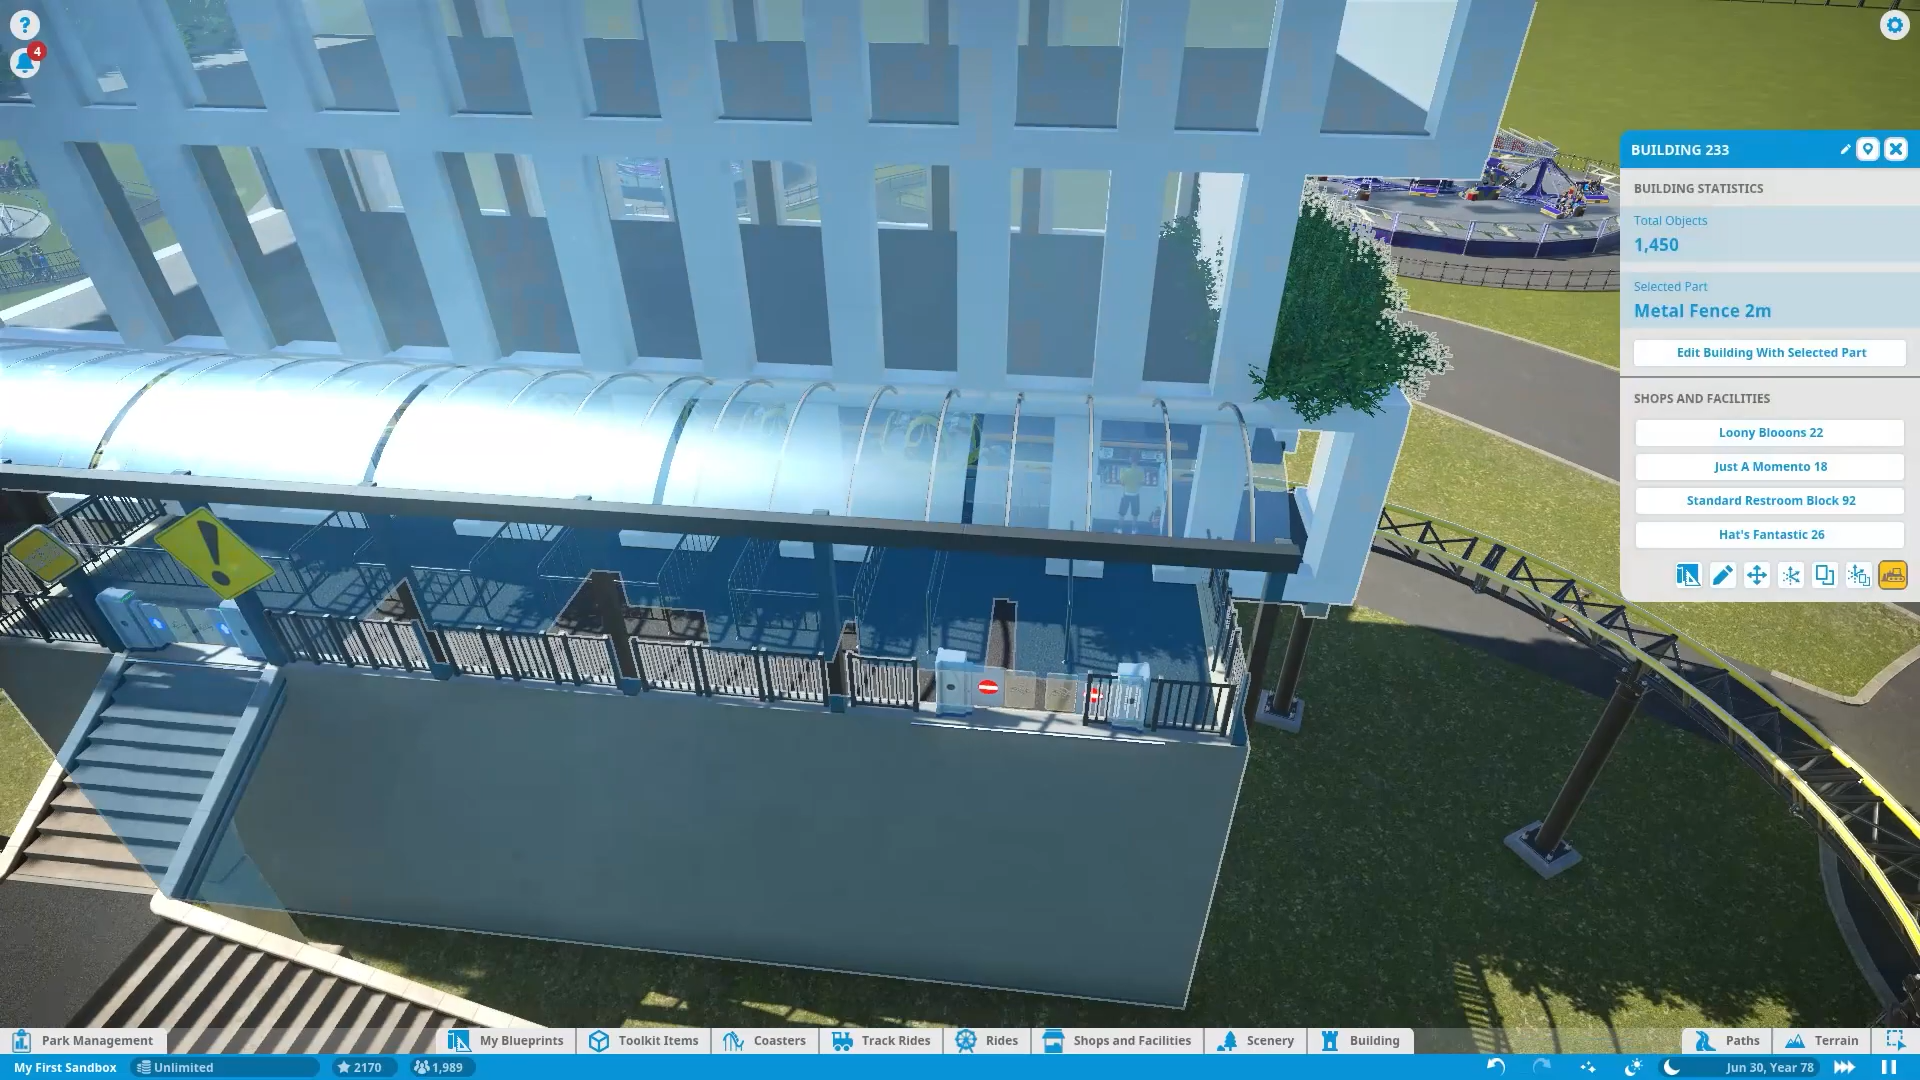 ?
4
BUILDING 233
BUILDING STATISTICS
Total Objects
1,450
Selected Part
Metal Fence 2m
Edit Building With Selected Part
SHOPS AND FACILITIES
Loony Blooons 22
Just A Momento 18
Standard Restroom Block 92
Hat's Fantastic 26
!
Park Management
My Blueprints
Toolkit Items
Coasters
Track Rides
Rides
Shops and Facilities
Scenery
Building
Paths
Terrain
My First Sandbox
Unlimited
2170
1,989
Jun 30, Year 78